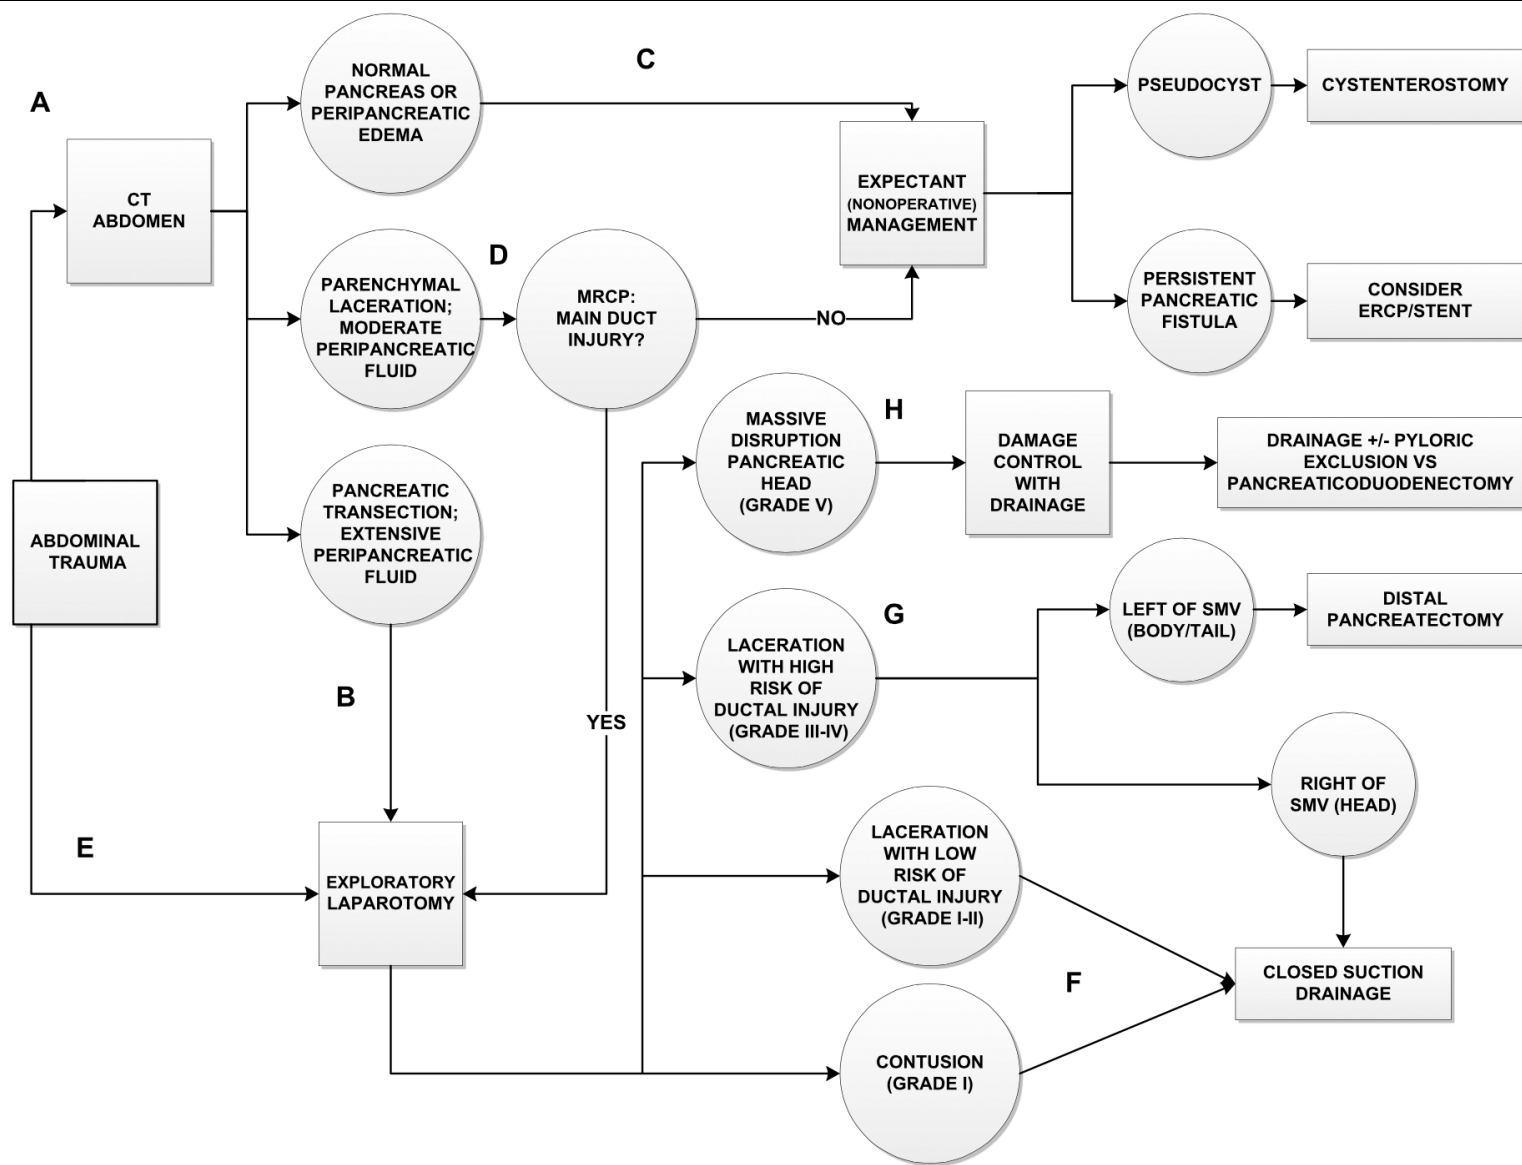 A
CT
ABDOMEN
ABDOMINAL
TRAUMA
E
NORMAL
PANCREAS OR
PERIPANCREATIC
EDEMA
C
PARENCHYMAL
LACERATION;
MODERATE
PERIPANCREATIC
FLUID
D
MRCP:
MAIN DUCT
INJURY?
NO
YES
PANCREATIC
TRANSECTION;
EXTENSIVE
PERIPANCREATIC
FLUID
B
EXPLORATORY
LAPAROTOMY
EXPECTANT
(NONOPERATIVE)
MANAGEMENT
PSEUDOCYST
CYSTENTEROSTOMY
PERSISTENT
PANCREATIC
FISTULA
CONSIDER
ERCP/STENT
MASSIVE
DISRUPTION
PANCREATIC
HEAD
(GRADE V)
H
DAMAGE
CONTROL
WITH
DRAINAGE
DRAINAGE +/- PYLORIC
EXCLUSION VS
PANCREATICODUODENECTOMY
LACERATION
WITH HIGH
RISK OF
DUCTAL INJURY
(GRADE III-IV)
G
LEFT OF SMV
(BODY/TAIL)
DISTAL
PANCREATECTOMY
RIGHT OF
SMV (HEAD)
LACERATION
WITH LOW
RISK OF
DUCTAL INJURY
(GRADE I-II)
F
CONTUSION
(GRADE I)
CLOSED SUCTION
DRAINAGE